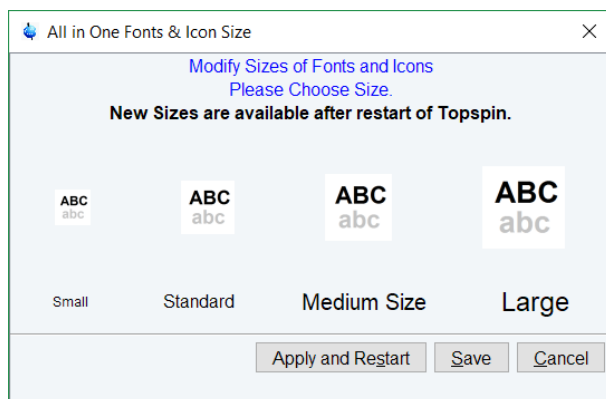 All in One Fonts & Icon Size
Modify Sizes of Fonts and Icons
Please Choose Size.
New Sizes are available after restart of Topspin.
ABC ABC ABC ABC
abc abc abc abc
Small Standard Medium Size Large
Apply and Restart Save Cancel